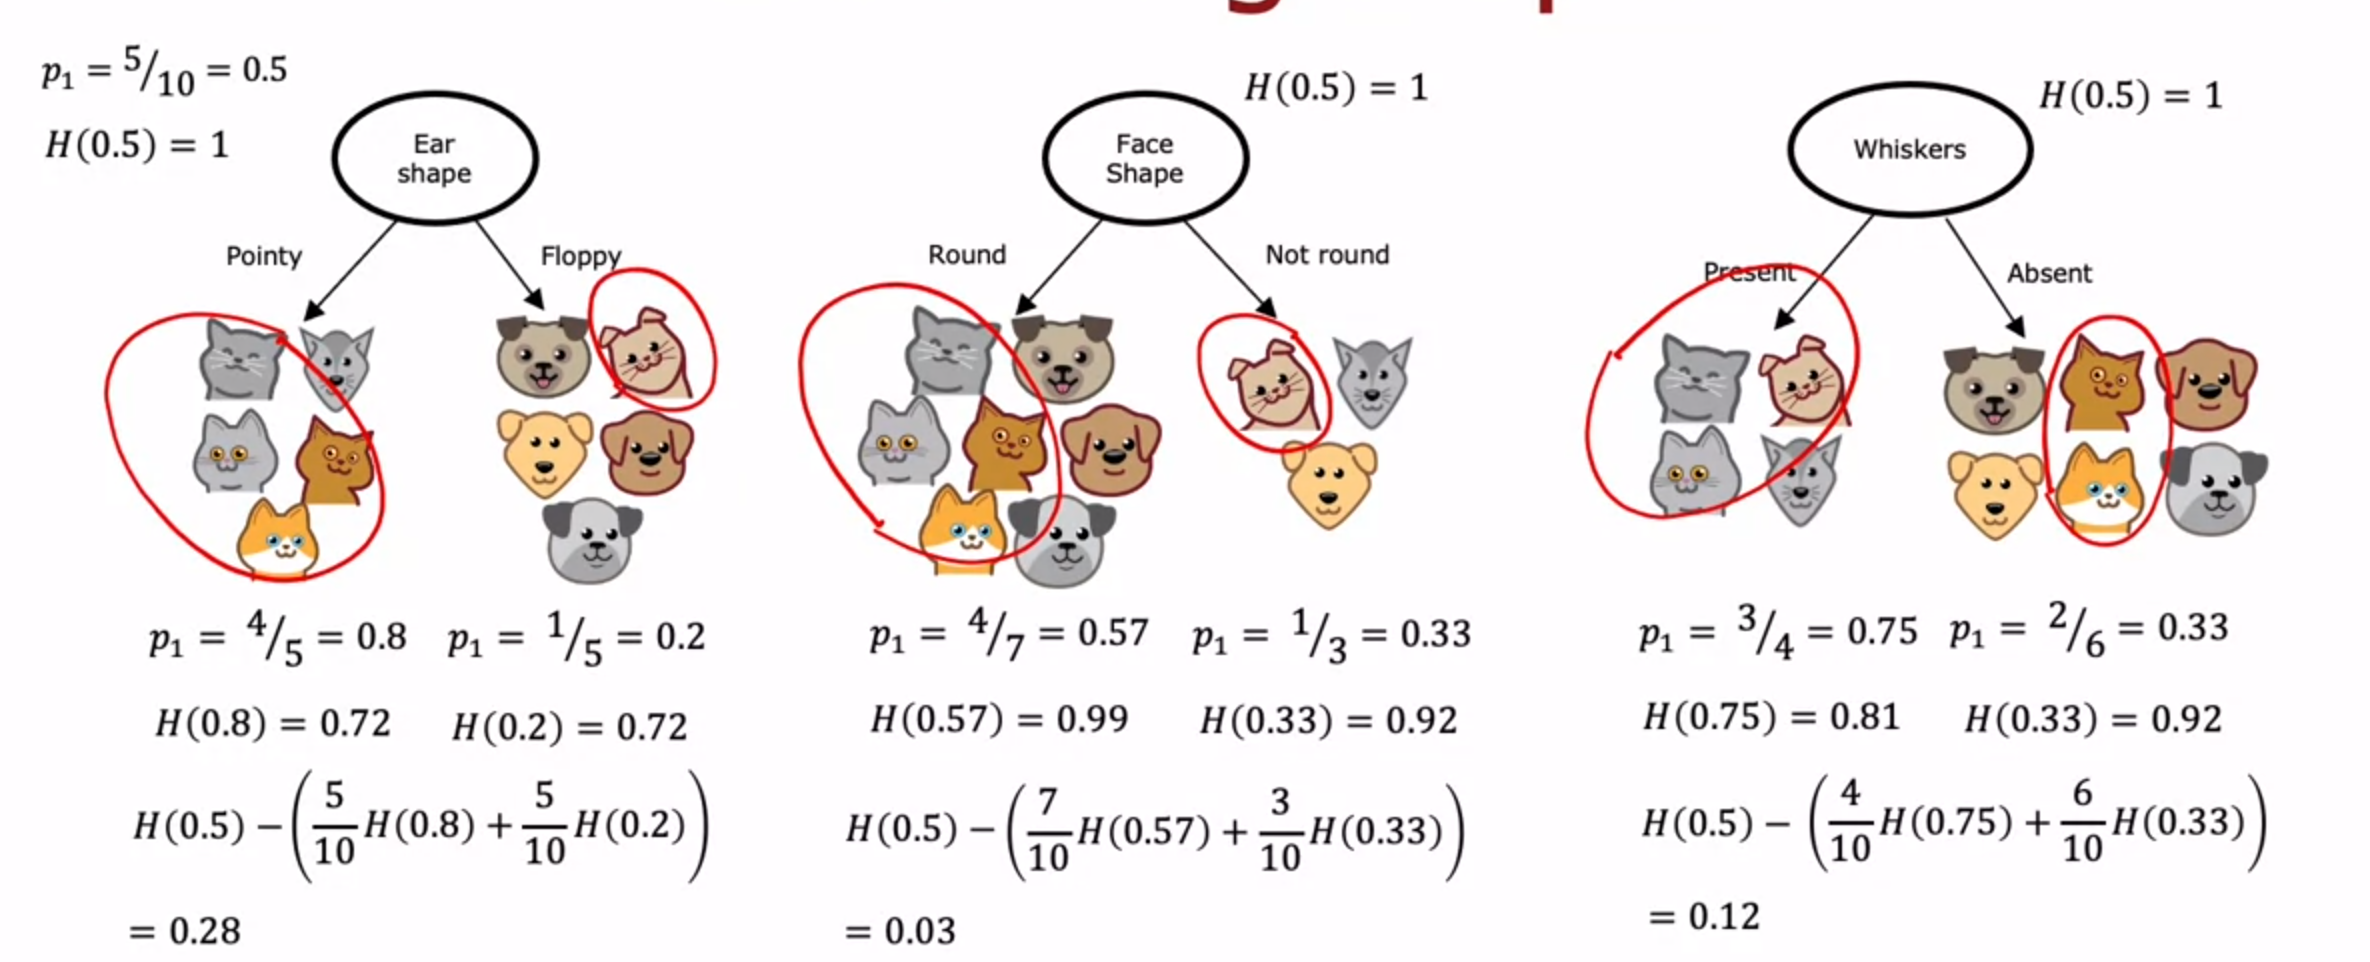 p₁ = 5/10 = 0.5
H(0.5) = 1
Ear
shape
Pointy
Floppy
p₁ = 4/5 = 0.8 p₁ = 1/5 = 0.2
H(0.8) = 0.72 H(0.2) = 0.72
H(0.5) − (5/10 H(0.8) + 5/10 H(0.2))
= 0.28
H(0.5) = 1
Face
Shape
Round
Not round
p₁ = 4/7 = 0.57 p₁ = 1/3 = 0.33
H(0.57) = 0.99 H(0.33) = 0.92
H(0.5) − (7/10 H(0.57) + 3/10 H(0.33))
= 0.03
H(0.5) = 1
Whiskers
Present
Absent
p₁ = 3/4 = 0.75 p₁ = 2/6 = 0.33
H(0.75) = 0.81 H(0.33) = 0.92
H(0.5) − (4/10 H(0.75) + 6/10 H(0.33))
= 0.12